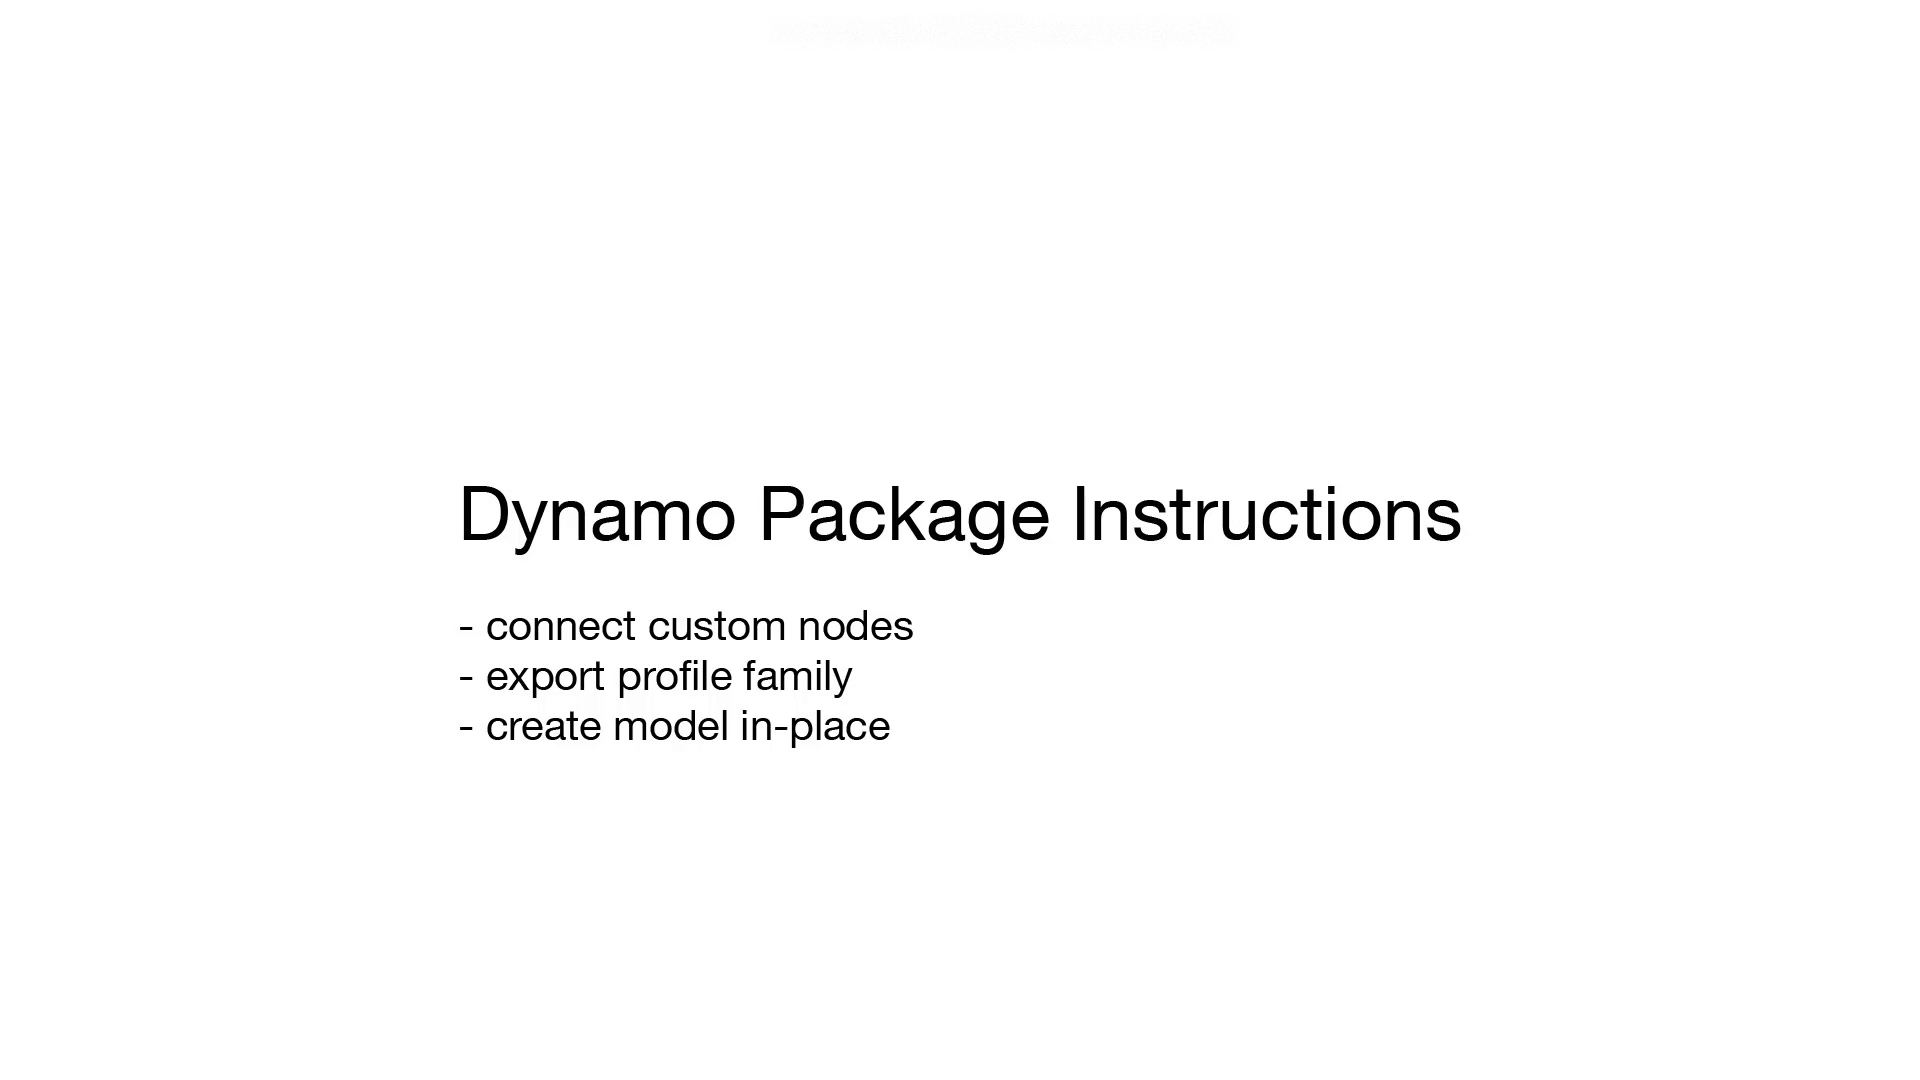 Dynamo Package Instructions
- connect custom nodes
- export profile family
- create model in-place